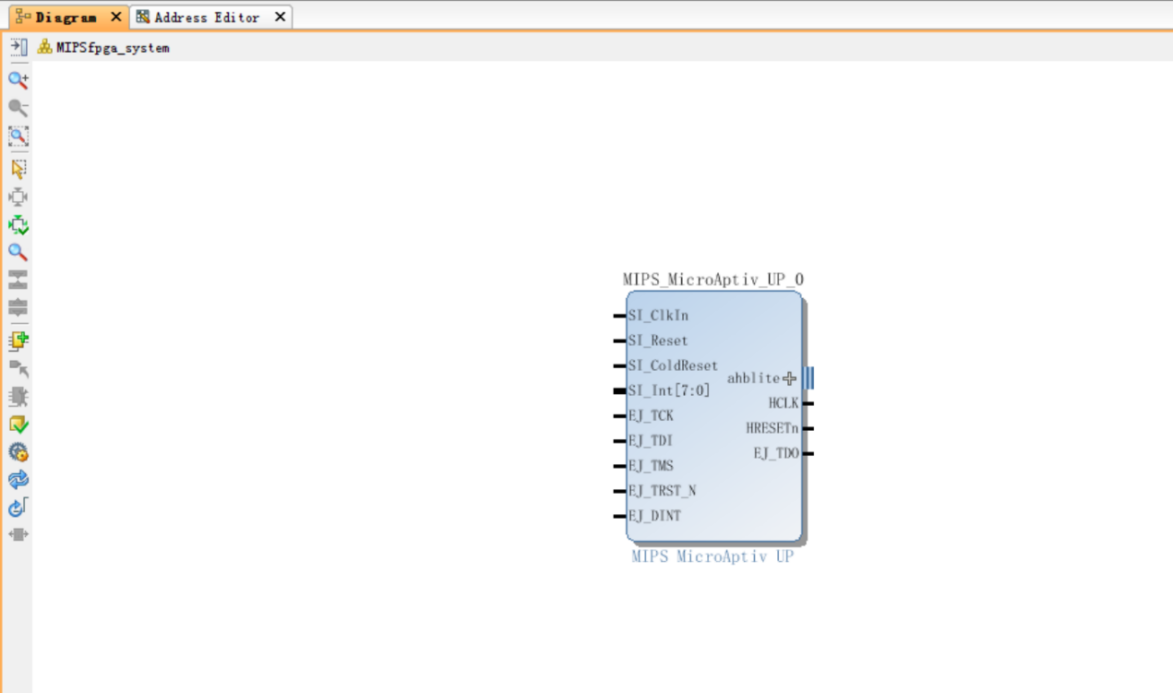 Diagram × Address Editor ×
MIPSfpga_system
MIPS_MicroAptiv_UP_0
SI_ClkIn
SI_Reset
SI_ColdReset
ahblite
SI_Int[7:0]
HCLK
EJ_TCK
HRESETn
EJ_TDI
EJ_TDO
EJ_TMS
EJ_TRST_N
EJ_DINT
MIPS MicroAptiv UP